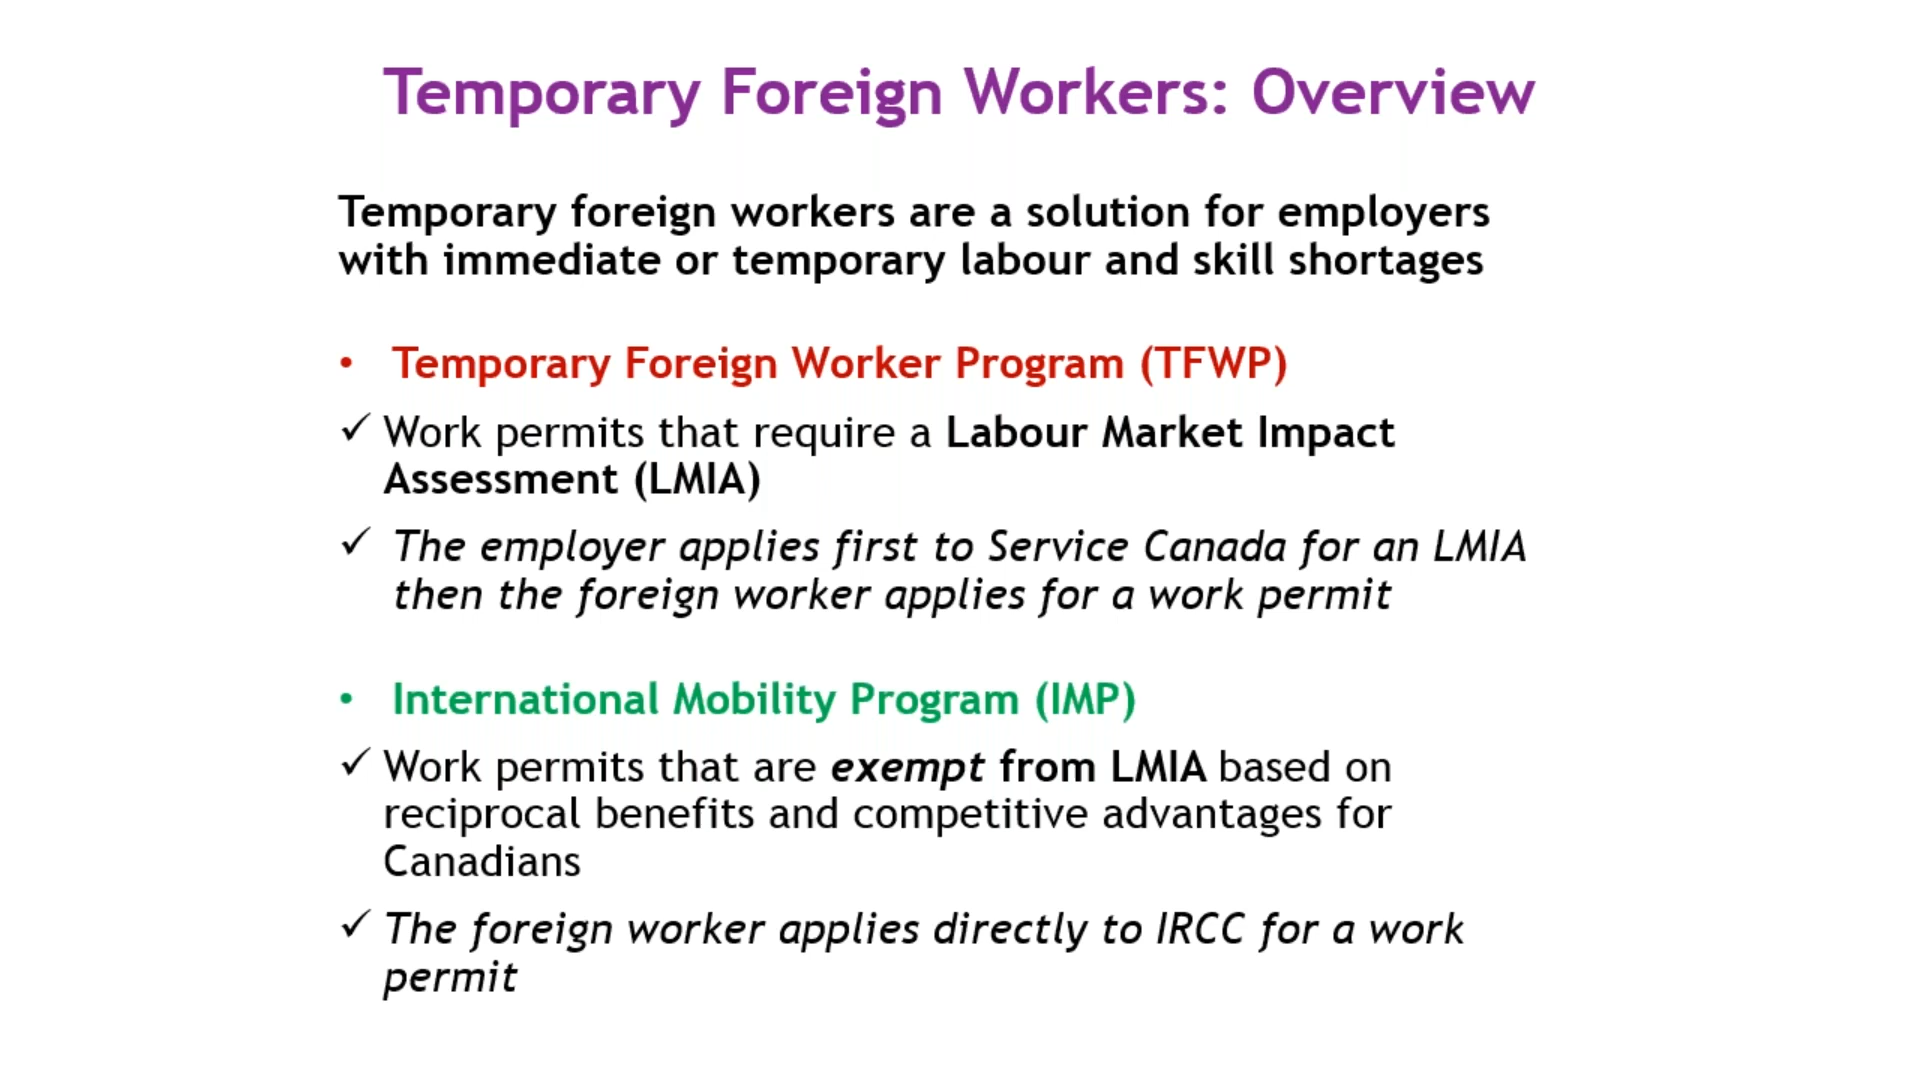 Temporary Foreign Workers: Overview
Temporary foreign workers are a solution for employers
with immediate or temporary labour and skill shortages
• Temporary Foreign Worker Program (TFWP)
✓ Work permits that require a Labour Market Impact
Assessment (LMIA)
✓ The employer applies first to Service Canada for an LMIA
then the foreign worker applies for a work permit
• International Mobility Program (IMP)
✓ Work permits that are exempt from LMIA based on
reciprocal benefits and competitive advantages for
Canadians
✓ The foreign worker applies directly to IRCC for a work
permit